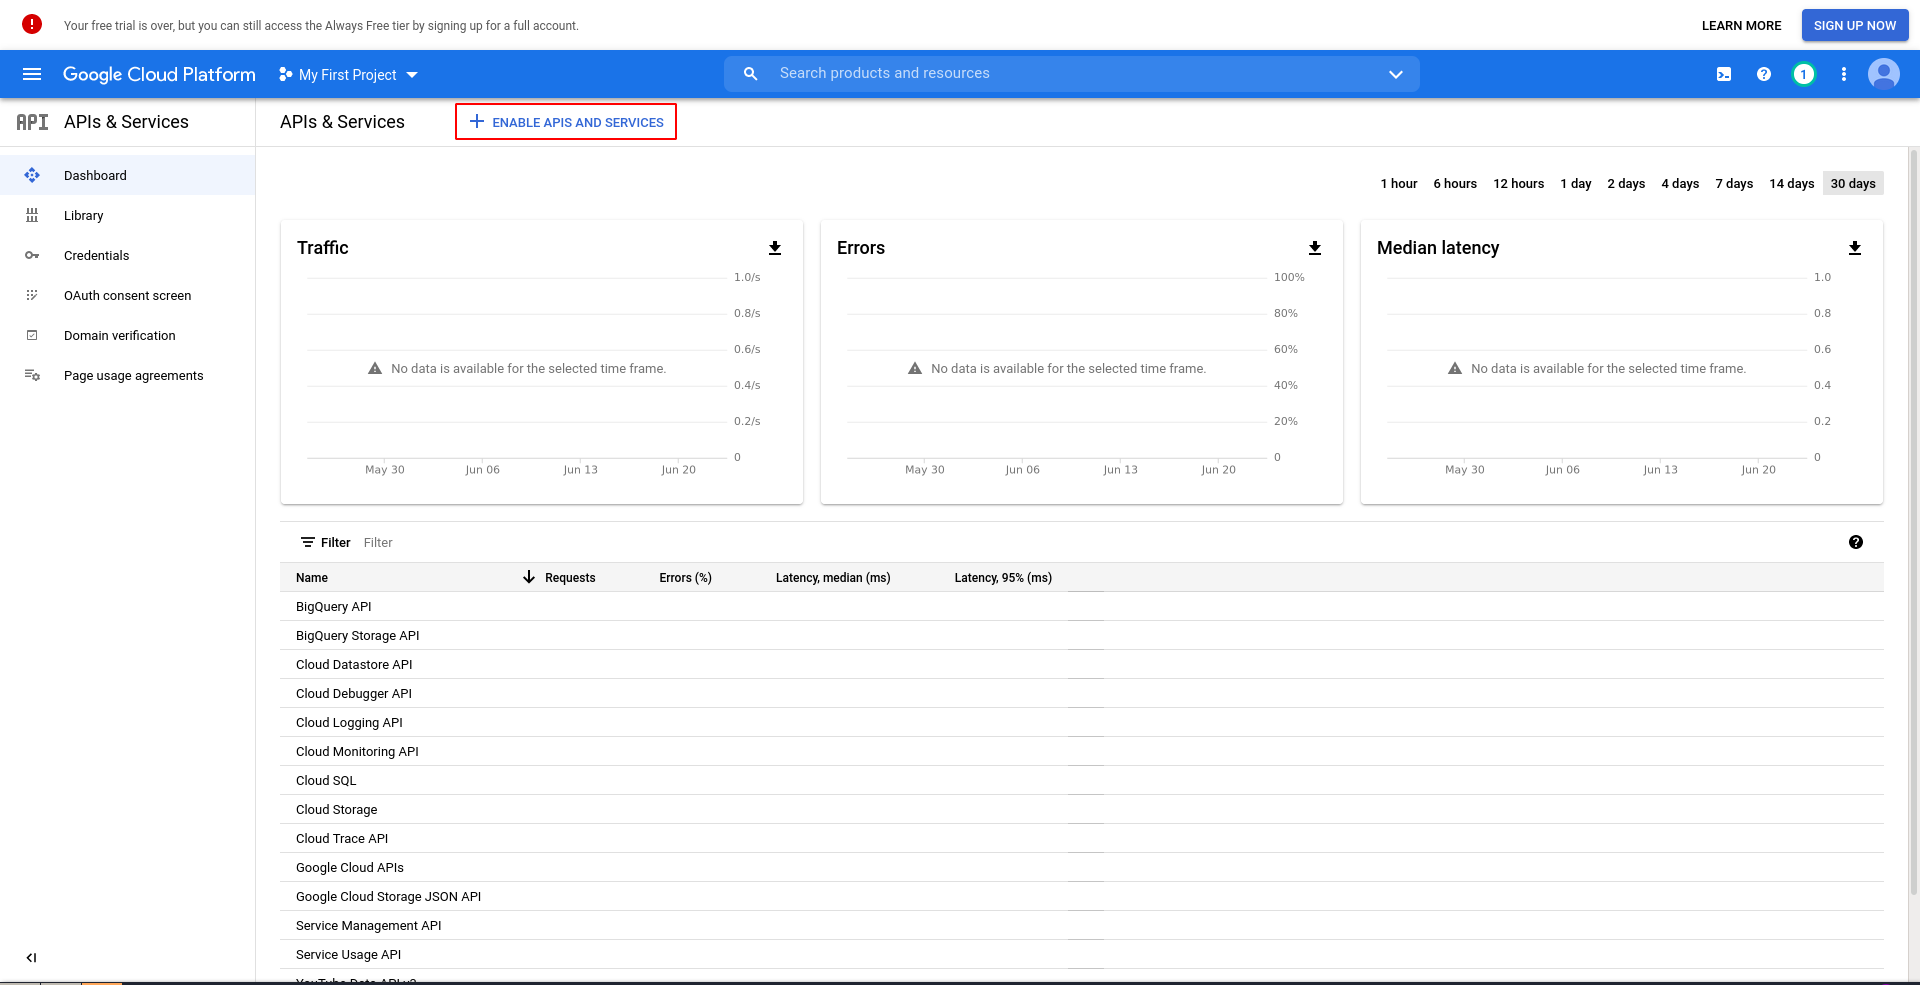 Your free trial is over, but you can still access the Always Free tier by signing up for a full account.
LEARN MORE
SIGN UP NOW
Google Cloud Platform
My First Project
Search products and resources
1
API
APIs & Services
APIs & Services
ENABLE APIS AND SERVICES
Dashboard
Library
Credentials
OAuth consent screen
Domain verification
Page usage agreements
1 hour 6 hours 12 hours 1 day 2 days 4 days 7 days 14 days 30 days
Traffic
1.0/s
0.8/s
0.6/s
No data is available for the selected time frame.
0.4/s
0.2/s
0
May 30 Jun 06 Jun 13 Jun 20
Errors
100%
80%
60%
No data is available for the selected time frame.
40%
20%
0
May 30 Jun 06 Jun 13 Jun 20
Median latency
1.0
0.8
0.6
No data is available for the selected time frame.
0.4
0.2
0
May 30 Jun 06 Jun 13 Jun 20
Filter Filter
Name Requests Errors (%) Latency, median (ms) Latency, 95% (ms)
BigQuery API
BigQuery Storage API
Cloud Datastore API
Cloud Debugger API
Cloud Logging API
Cloud Monitoring API
Cloud SQL
Cloud Storage
Cloud Trace API
Google Cloud APIs
Google Cloud Storage JSON API
Service Management API
Service Usage API
YouTube Data API v3